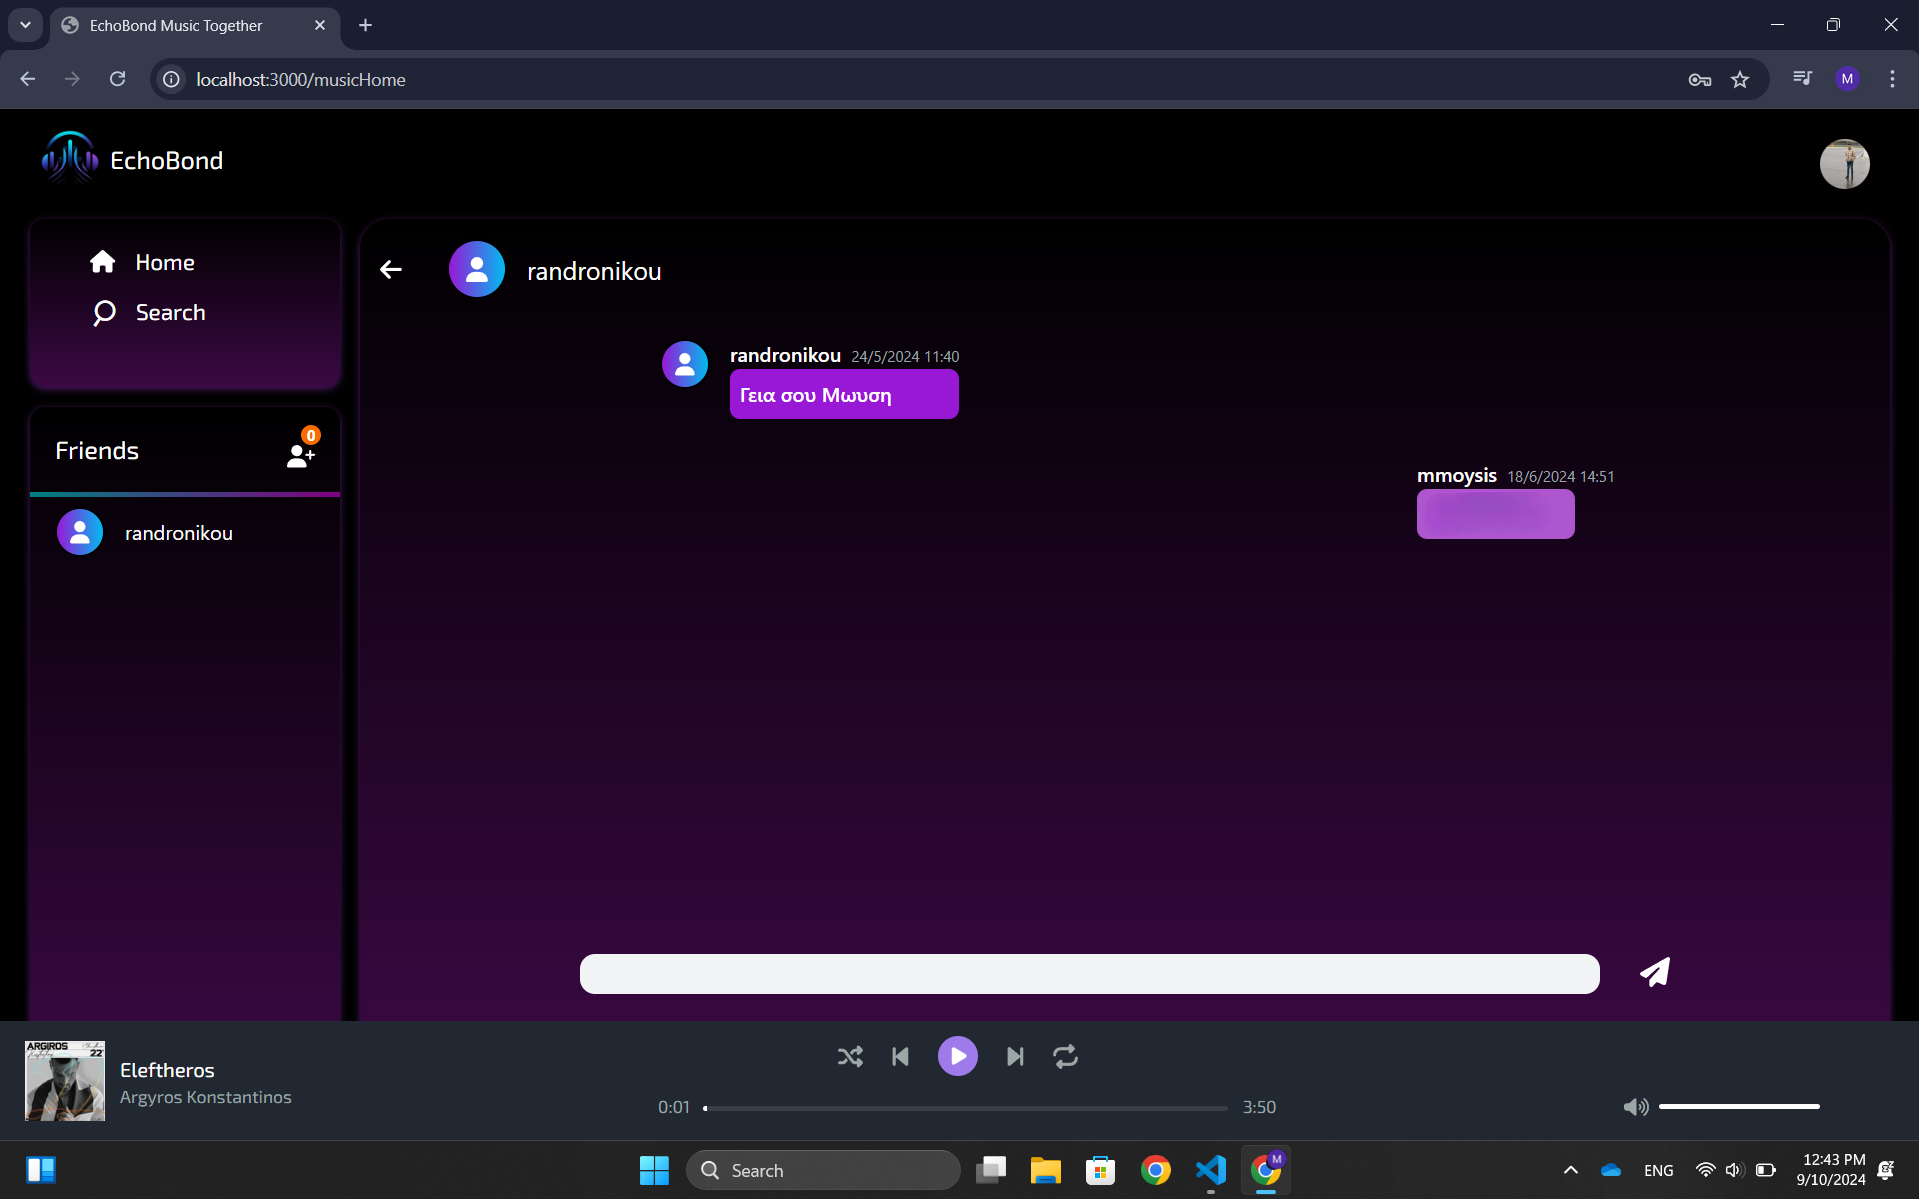 EchoBond Music Together
localhost:3000/musicHome
M
EchoBond
Home
Search
Friends
0
randronikou
randronikou
randronikou 24/5/2024 11:40
Γεια σου Μωυση
mmoysis 18/6/2024 14:51
ARGIROS
22
Eleftheros
Argyros Konstantinos
0:01
3:50
Search
M
ENG
12:43 PM
9/10/2024